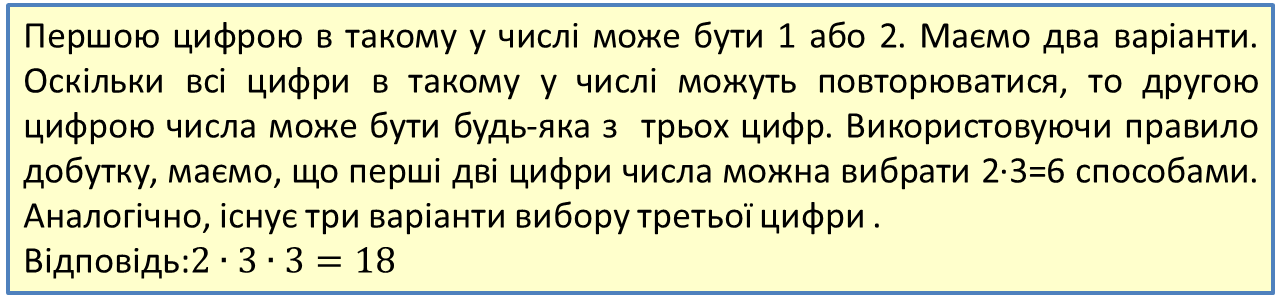 Першою цифрою в такому у числі може бути 1 або 2. Маємо два варіанти.
Оскільки всі цифри в такому у числі можуть повторюватися, то другою
цифрою числа може бути будь-яка з  трьох цифр. Використовуючи правило
добутку, маємо, що перші дві цифри числа можна вибрати 2·3=6 способами.
Аналогічно, існує три варіанти вибору третьої цифри .
Відповідь:2 · 3 · 3 = 18